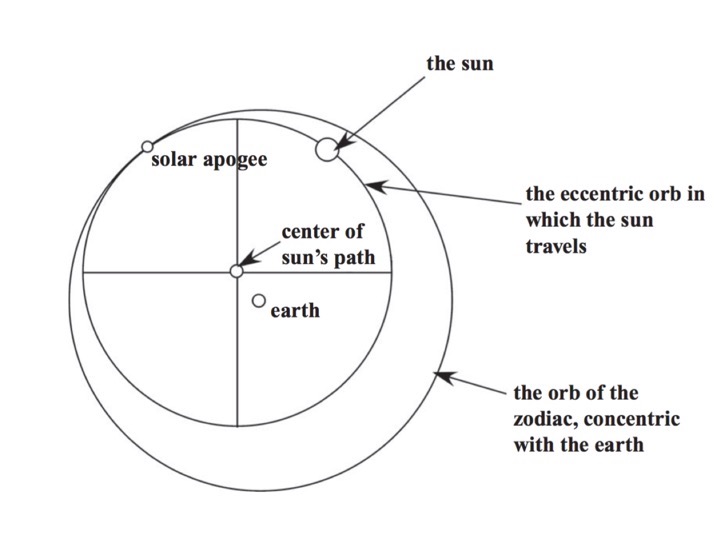 the sun
solar apogee
the eccentric orb in
which the sun
travels
center of
sun's path
earth
the orb of the
zodiac, concentric
with the earth